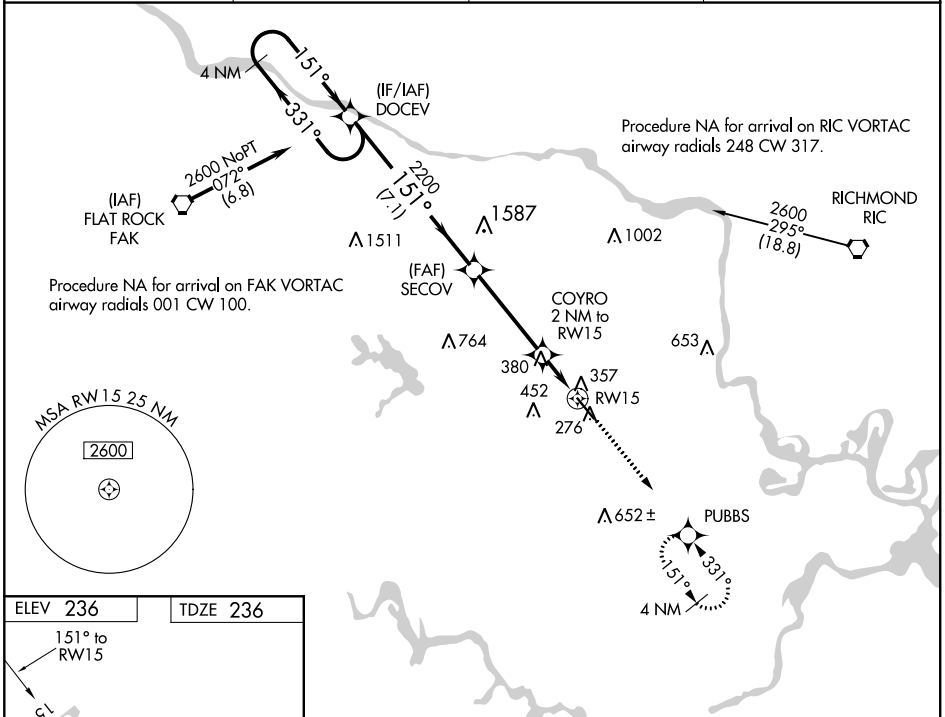 4 NM
151°
331°
(IF/IAF)
DOCEV
2600 NoPT
072°
(6.8)
(IAF)
FLAT ROCK
FAK
2200
151°
(7.1)
Procedure NA for arrival on RIC VORTAC
airway radials 248 CW 317.
RICHMOND
RIC
2600
295°
(18.8)
1511
1587
1002
Procedure NA for arrival on FAK VORTAC
airway radials 001 CW 100.
(FAF)
SECOV
COYRO
2 NM to
RW15
764
653
380
357
452
RW15
276
MSA RW15 25 NM
2600
652 ±
PUBBS
151°
331°
4 NM
ELEV 236
TDZE 236
151° to
RW15